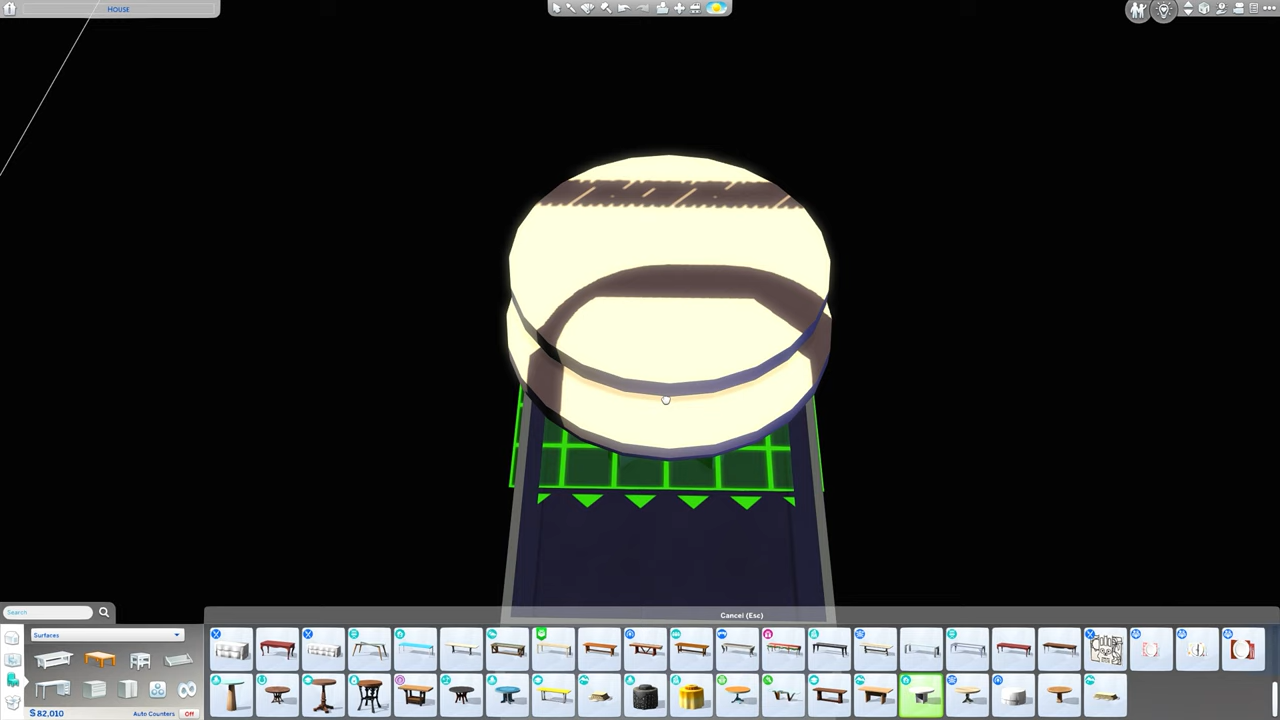 HOUSE
Cancel (Esc)
Search
Surfaces
§82,010
Auto Counters
Off